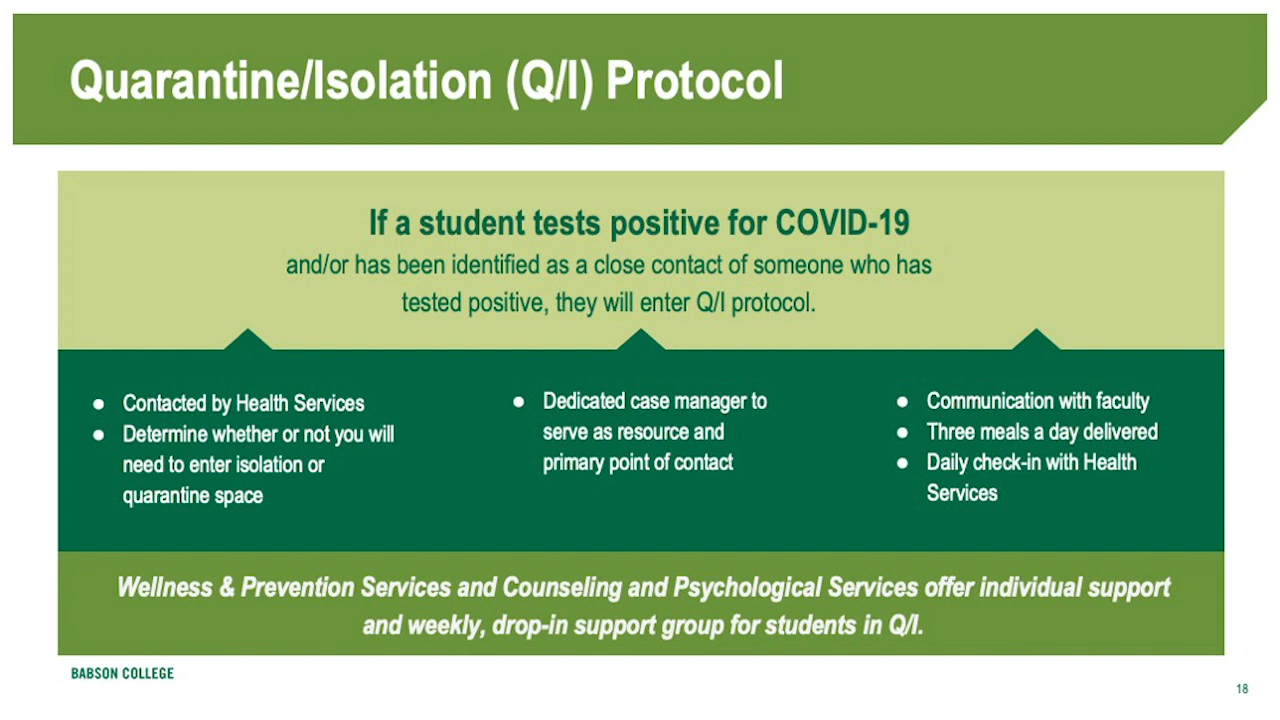 Quarantine/Isolation (Q/I) Protocol
If a student tests positive for COVID-19
and/or has been identified as a close contact of someone who has
tested positive, they will enter Q/I protocol.
● Contacted by Health Services
● Determine whether or not you will
need to enter isolation or
quarantine space
● Dedicated case manager to
serve as resource and
primary point of contact
● Communication with faculty
● Three meals a day delivered
● Daily check-in with Health
Services
Wellness & Prevention Services and Counseling and Psychological Services offer individual support
and weekly, drop-in support group for students in Q/I.
BABSON COLLEGE
18